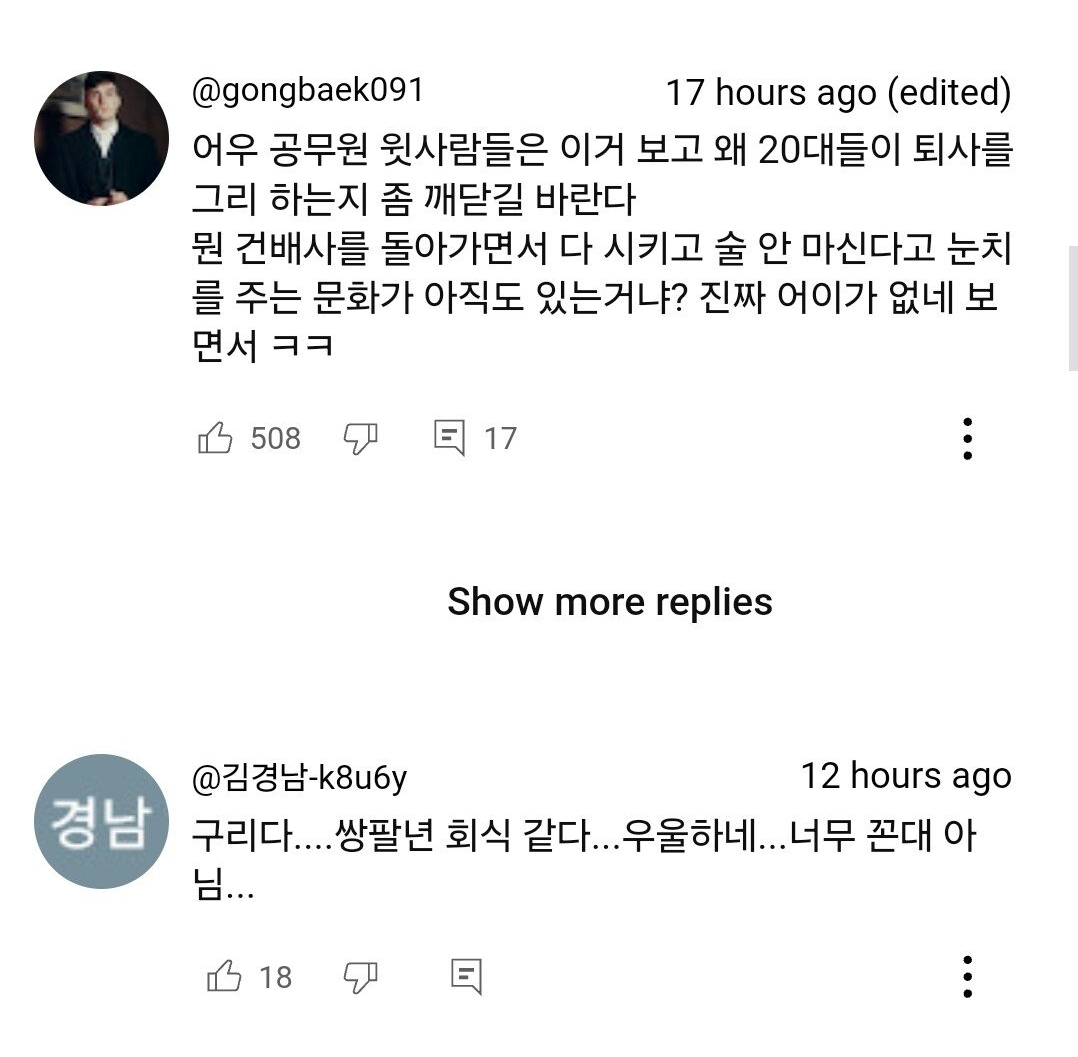 @gongbaek091
17 hours ago (edited)
어우 공무원 윗사람들은 이거 보고 왜 20대들이 퇴사를
그리 하는지 좀 깨닫길 바란다
뭔 건배사를 돌아가면서 다 시키고 술 안 마신다고 눈치
를 주는 문화가 아직도 있는거냐? 진짜 어이가 없네 보
면서 ㅋㅋ
508
17
Show more replies
경남
@김경남-k8u6y
12 hours ago
구리다....쌍팔년 회식 같다...우울하네...너무 꼰대 아
님...
18